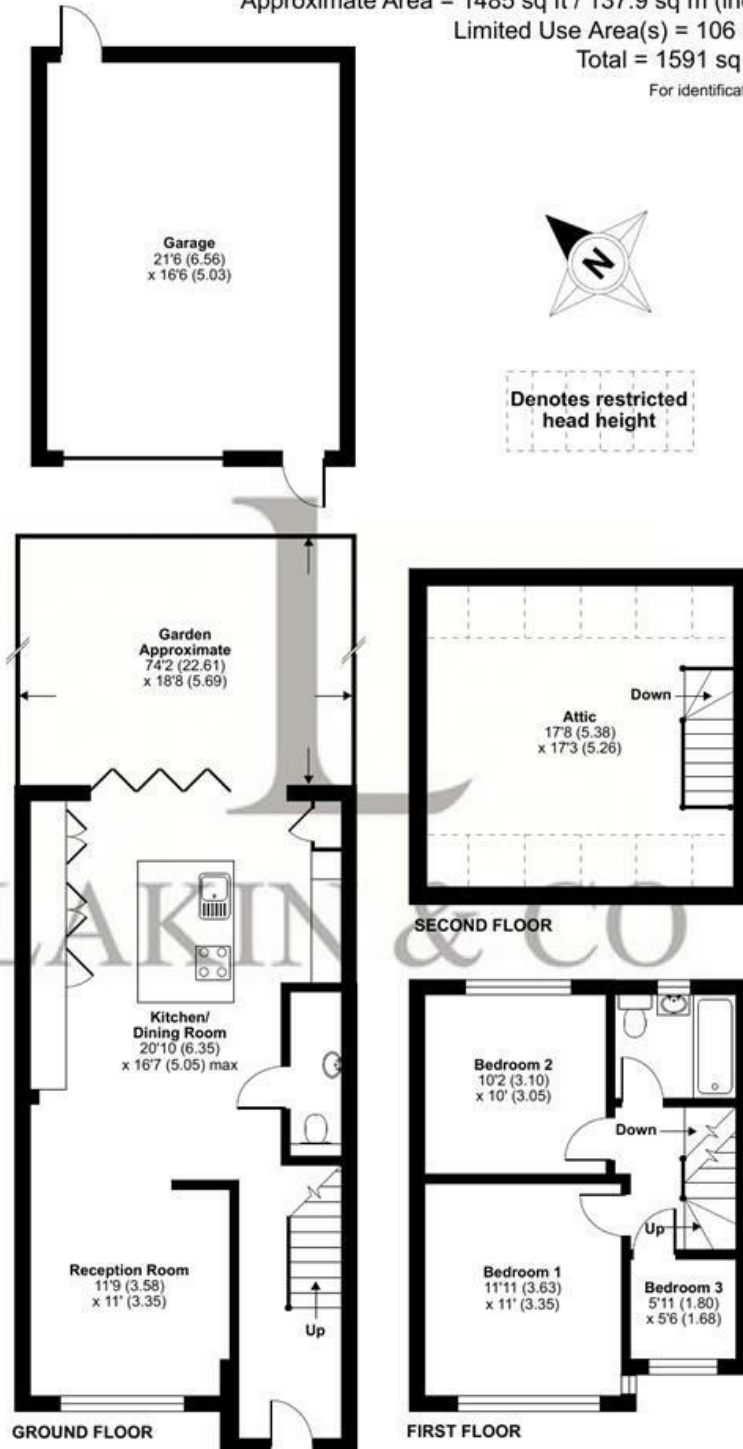 Approximate Area = 1485 sq ft / 137.9 sq m
Limited Use Area(s) = 106
Total = 1591 sq
For
Garage
21'6 (6.56)
x 16'6 (5.03)
N
Denotes restricted
head height
Garden
Approximate
74'2 (22.61)
x 18'8 (5.69)
Down
Attic
17'8 (5.38)
x 17'3 (5.26)
SECOND FLOOR
LAKIN & CO
Kitchen/
Dining Room
20'10 (6.35)
x 16'7 (5.05) max
Bedroom 2
10'2 (3.10)
x 10' (3.05)
Down
Up
Reception Room
11'9 (3.58)
x 11' (3.35)
Up
Bedroom 1
11'11 (3.63)
x 11' (3.35)
Bedroom 3
5'11 (1.80)
x 5'6 (1.68)
GROUND FLOOR
FIRST FLOOR